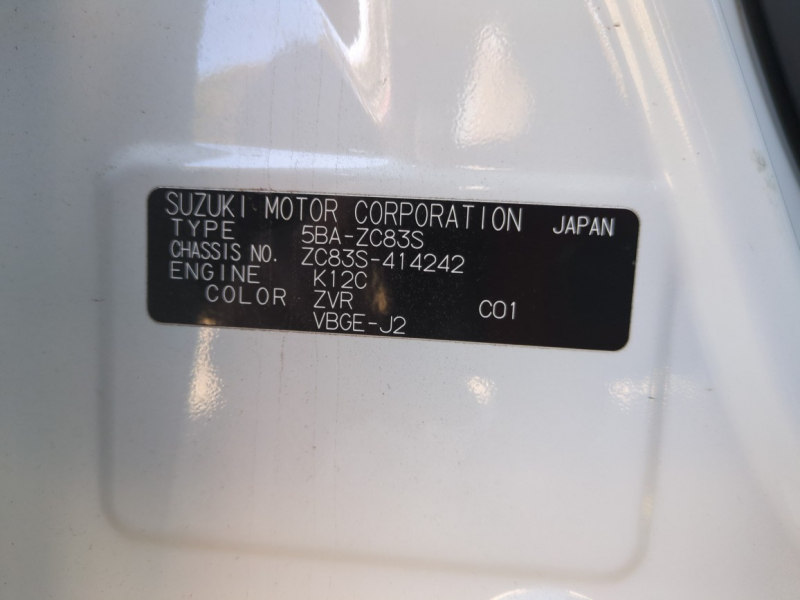 SUZUKI MOTOR CORPORATION JAPAN
TYPE 5BA-ZC83S
CHASSIS NO. ZC83S-414242
ENGINE K12C
COLOR ZVR C01
VBGE-J2